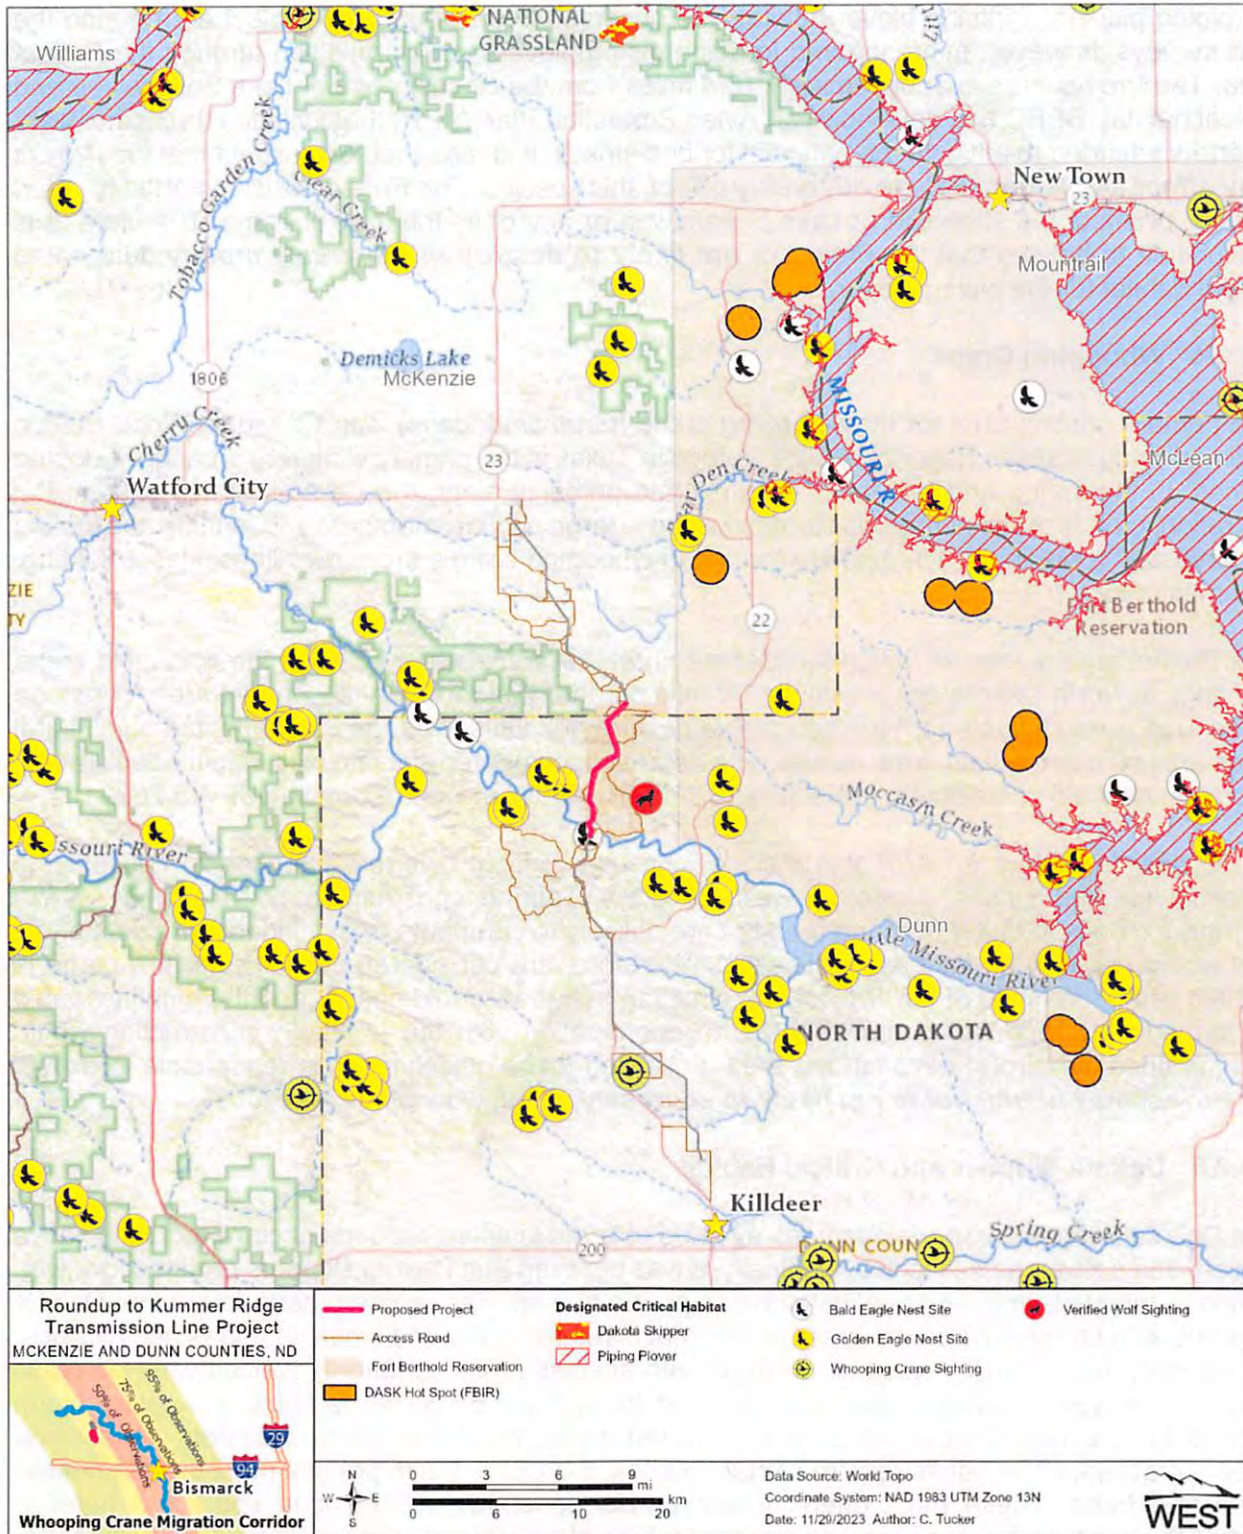 NATIONAL
GRASSLAND
Williams
Tobacco Garden Creek
Clear Creek
New Town
23
Mountrail
Demicks Lake
McKenzie
1806
MISSOURI R
Cherry Creek
23
McLean
Watford City
Den Creek
ZIE
TY
22
Fort Berthold
Reservation
Moccasin Creek
ssouri River
Dunn
ttle Missouri River
NORTH DAKOTA
Killdeer
200
DUNN COUN
Spring Creek
Roundup to Kummer Ridge
Transmission Line Project
MCKENZIE AND DUNN COUNTIES, ND
Proposed Project
Access Road
Fort Berthold Reservation
DASK Hot Spot (FBIR)
Designated Critical Habitat
Dakota Skipper
Piping Plover
Bald Eagle Nest Site
Golden Eagle Nest Site
Whooping Crane Sighting
Verified Wolf Sighting
95% of Observations
75% of Observations
50% of Observations
29
94
Bismarck
Whooping Crane Migration Corridor
N
W E
S
0 3 6 9
mi
km
0 6 10 20
Data Source: World Topo
Coordinate System: NAD 1983 UTM Zone 13N
Date: 11/29/2023 Author: C. Tucker
WEST